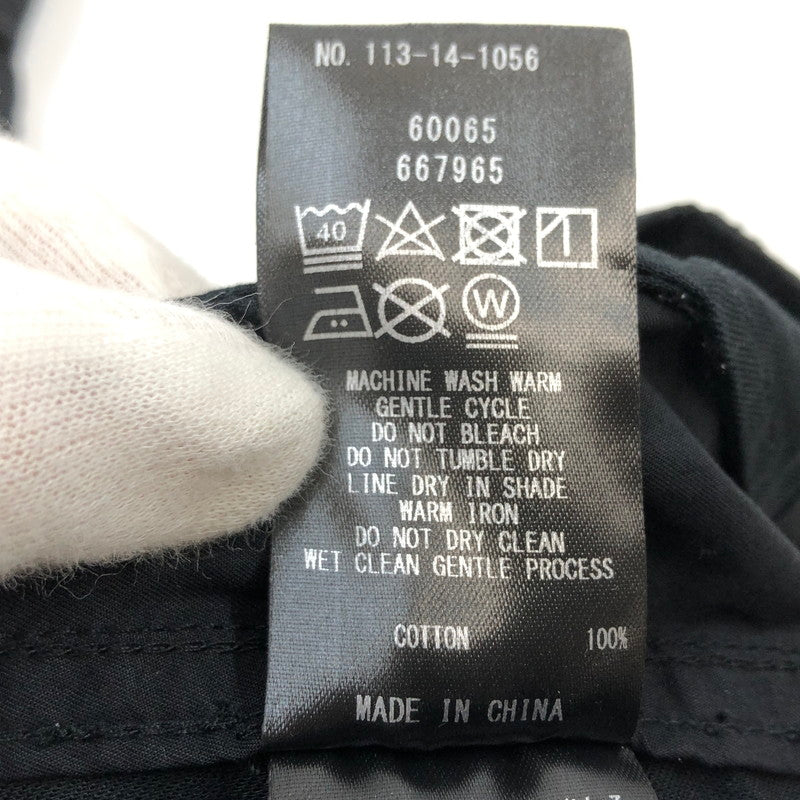 NO. 113-14-1056
60065
667965
40
W
MACHINE WASH WARM
GENTLE CYCLE
DO NOT BLEACH
DO NOT TUMBLE DRY
LINE DRY IN SHADE
WARM IRON
DO NOT DRY CLEAN
WET CLEAN GENTLE PROCESS
COTTON 100%
MADE IN CHINA